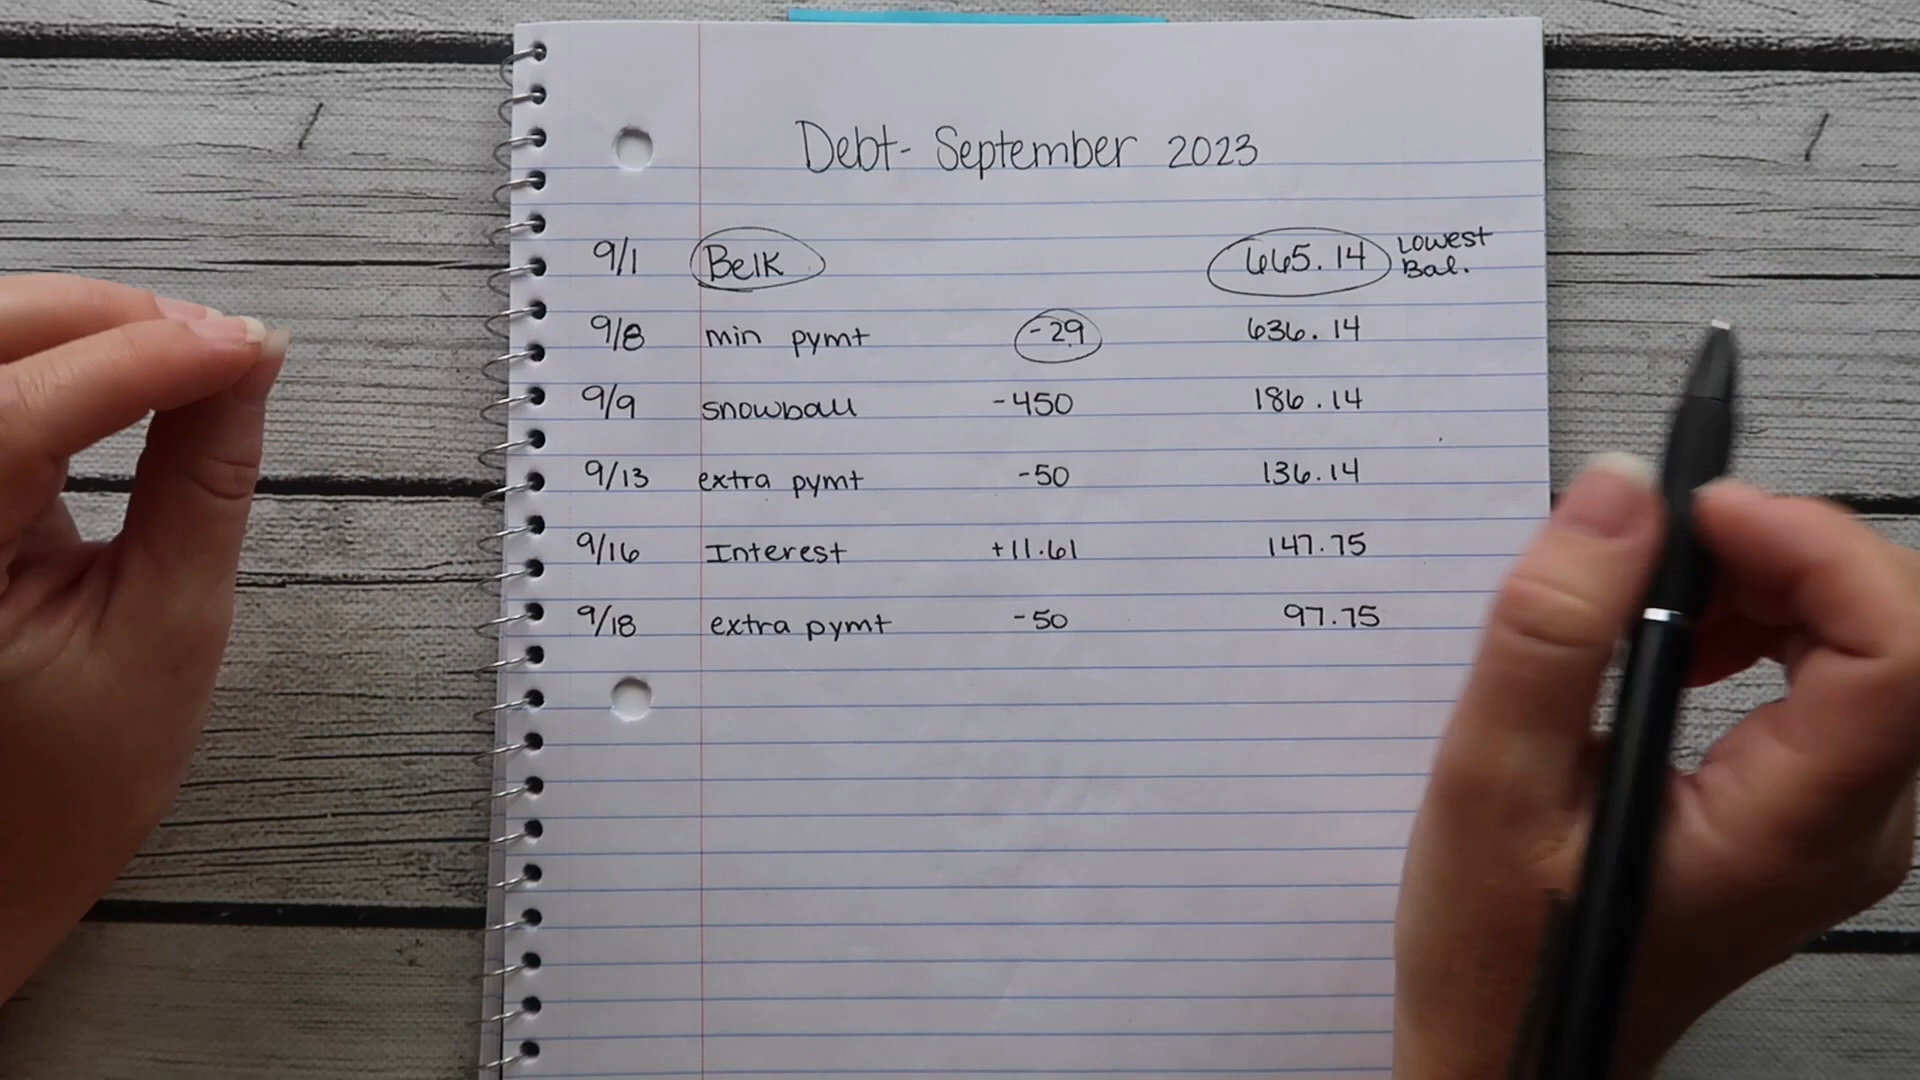 Debt- September 2023
9/1 Belk 665.14 Lowest Bal.
9/8 min pymt -29 636.14
9/9 snowball -450 186.14
9/13 extra pymt -50 136.14
9/16 Interest +11.61 147.75
9/18 extra pymt -50 97.75